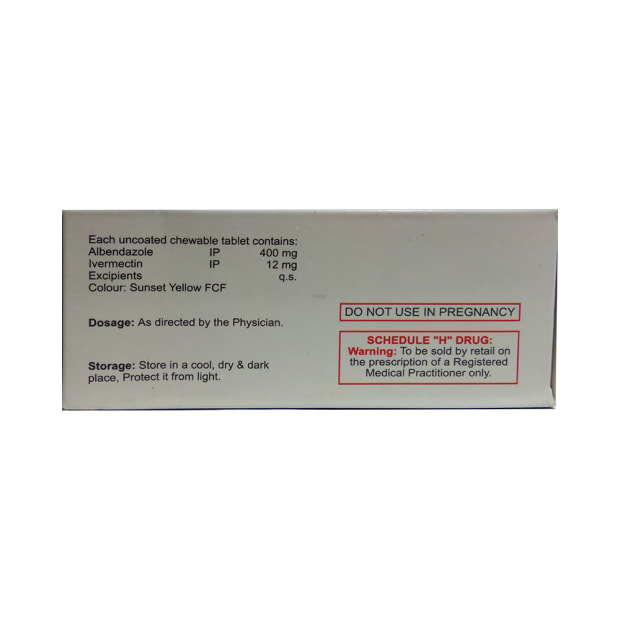 Each uncoated chewable tablet contains:
Albendazole IP 400 mg
Ivermectin IP 12 mg
Excipients q.s.
Colour: Sunset Yellow FCF
Dosage: As directed by the Physician.
Storage: Store in a cool, dry & dark
place, Protect it from light.
DO NOT USE IN PREGNANCY
SCHEDULE "H" DRUG:
Warning: To be sold by retail on
the prescription of a Registered
Medical Practitioner only.